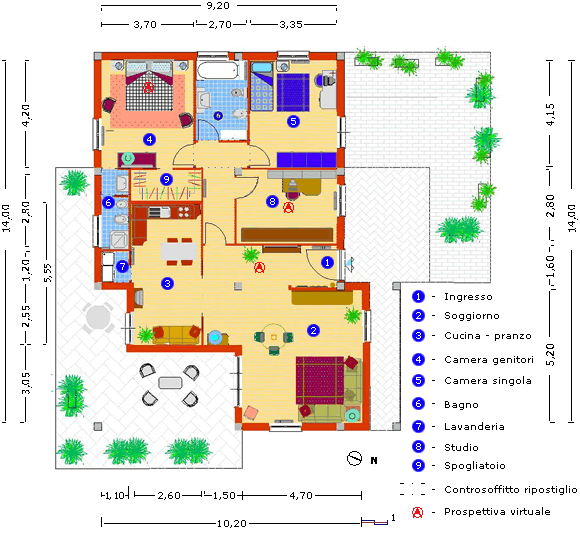 9,20
3,70
2,70
3,35
14,00
4,20
2,80
1,20
2,55
3,05
5,55
4,15
2,80
1,60
5,20
14,00
4
6
5
9
6
8
7
3
1
2
1 - Ingresso
2 - Soggiorno
3 - Cucina - pranzo
4 - Camera genitori
5 - Camera singola
6 - Bagno
7 - Lavanderia
8 - Studio
9 - Spogliatoio
- Controsoffitto ripostiglio
A - Prospettiva virtuale
N
1,10
2,60
1,50
4,70
10,20
1